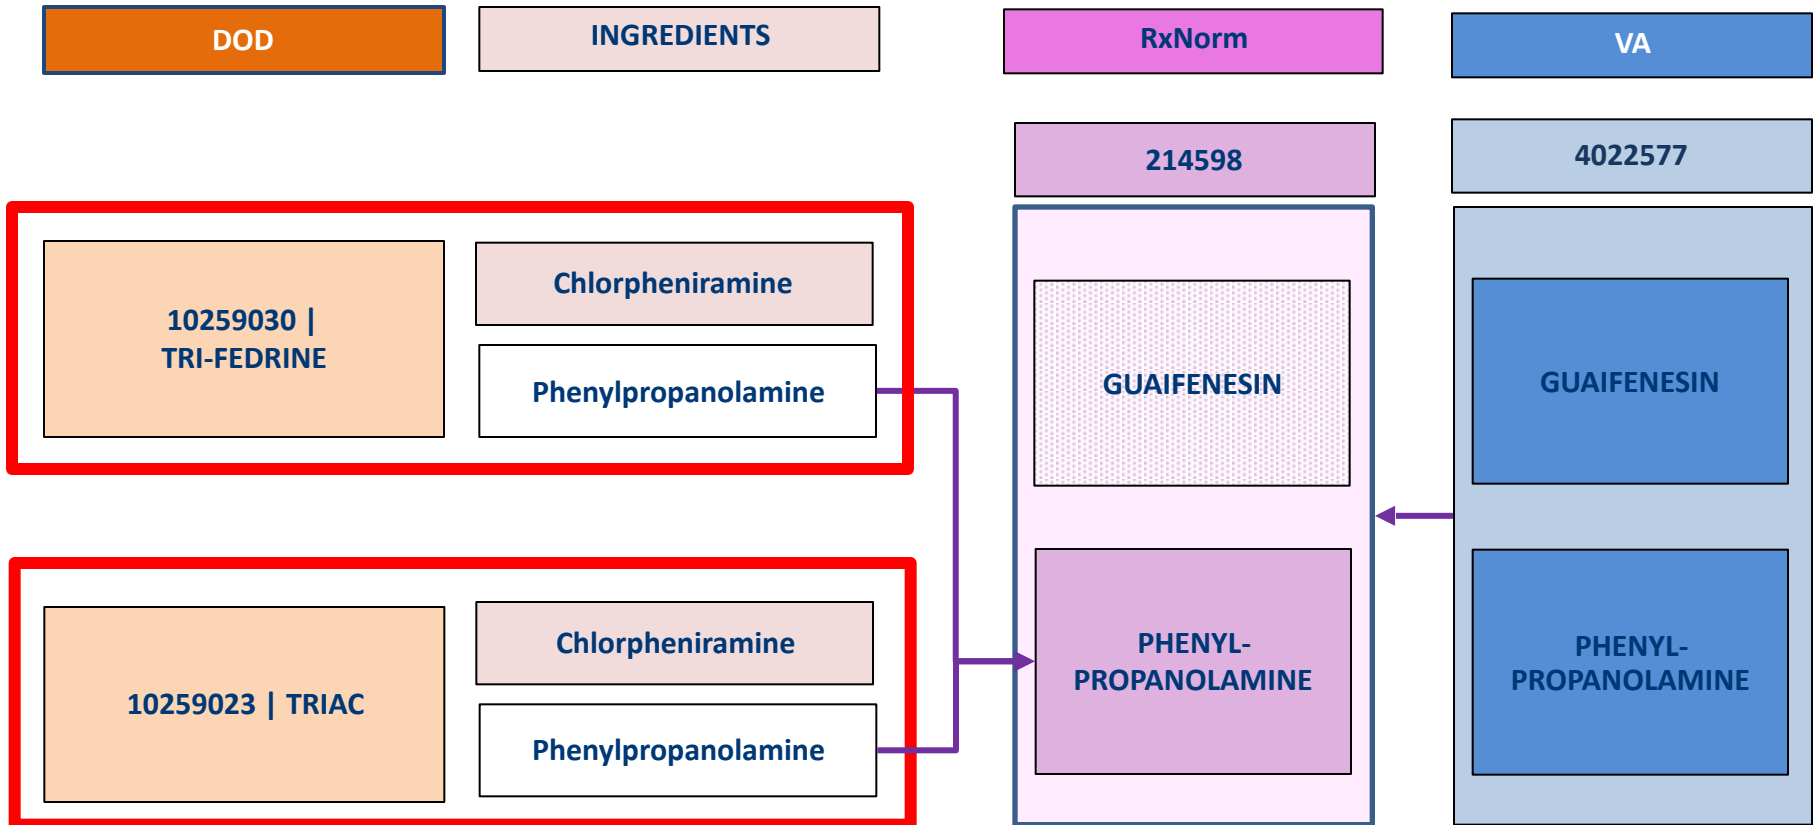 DOD
INGREDIENTS
RxNorm
VA
214598
4022577
10259030 |
TRI-FEDRINE
Chlorpheniramine
Phenylpropanolamine
GUAIFENESIN
GUAIFENESIN
10259023 | TRIAC
Chlorpheniramine
Phenylpropanolamine
PHENYL-
PROPANOLAMINE
PHENYL-
PROPANOLAMINE